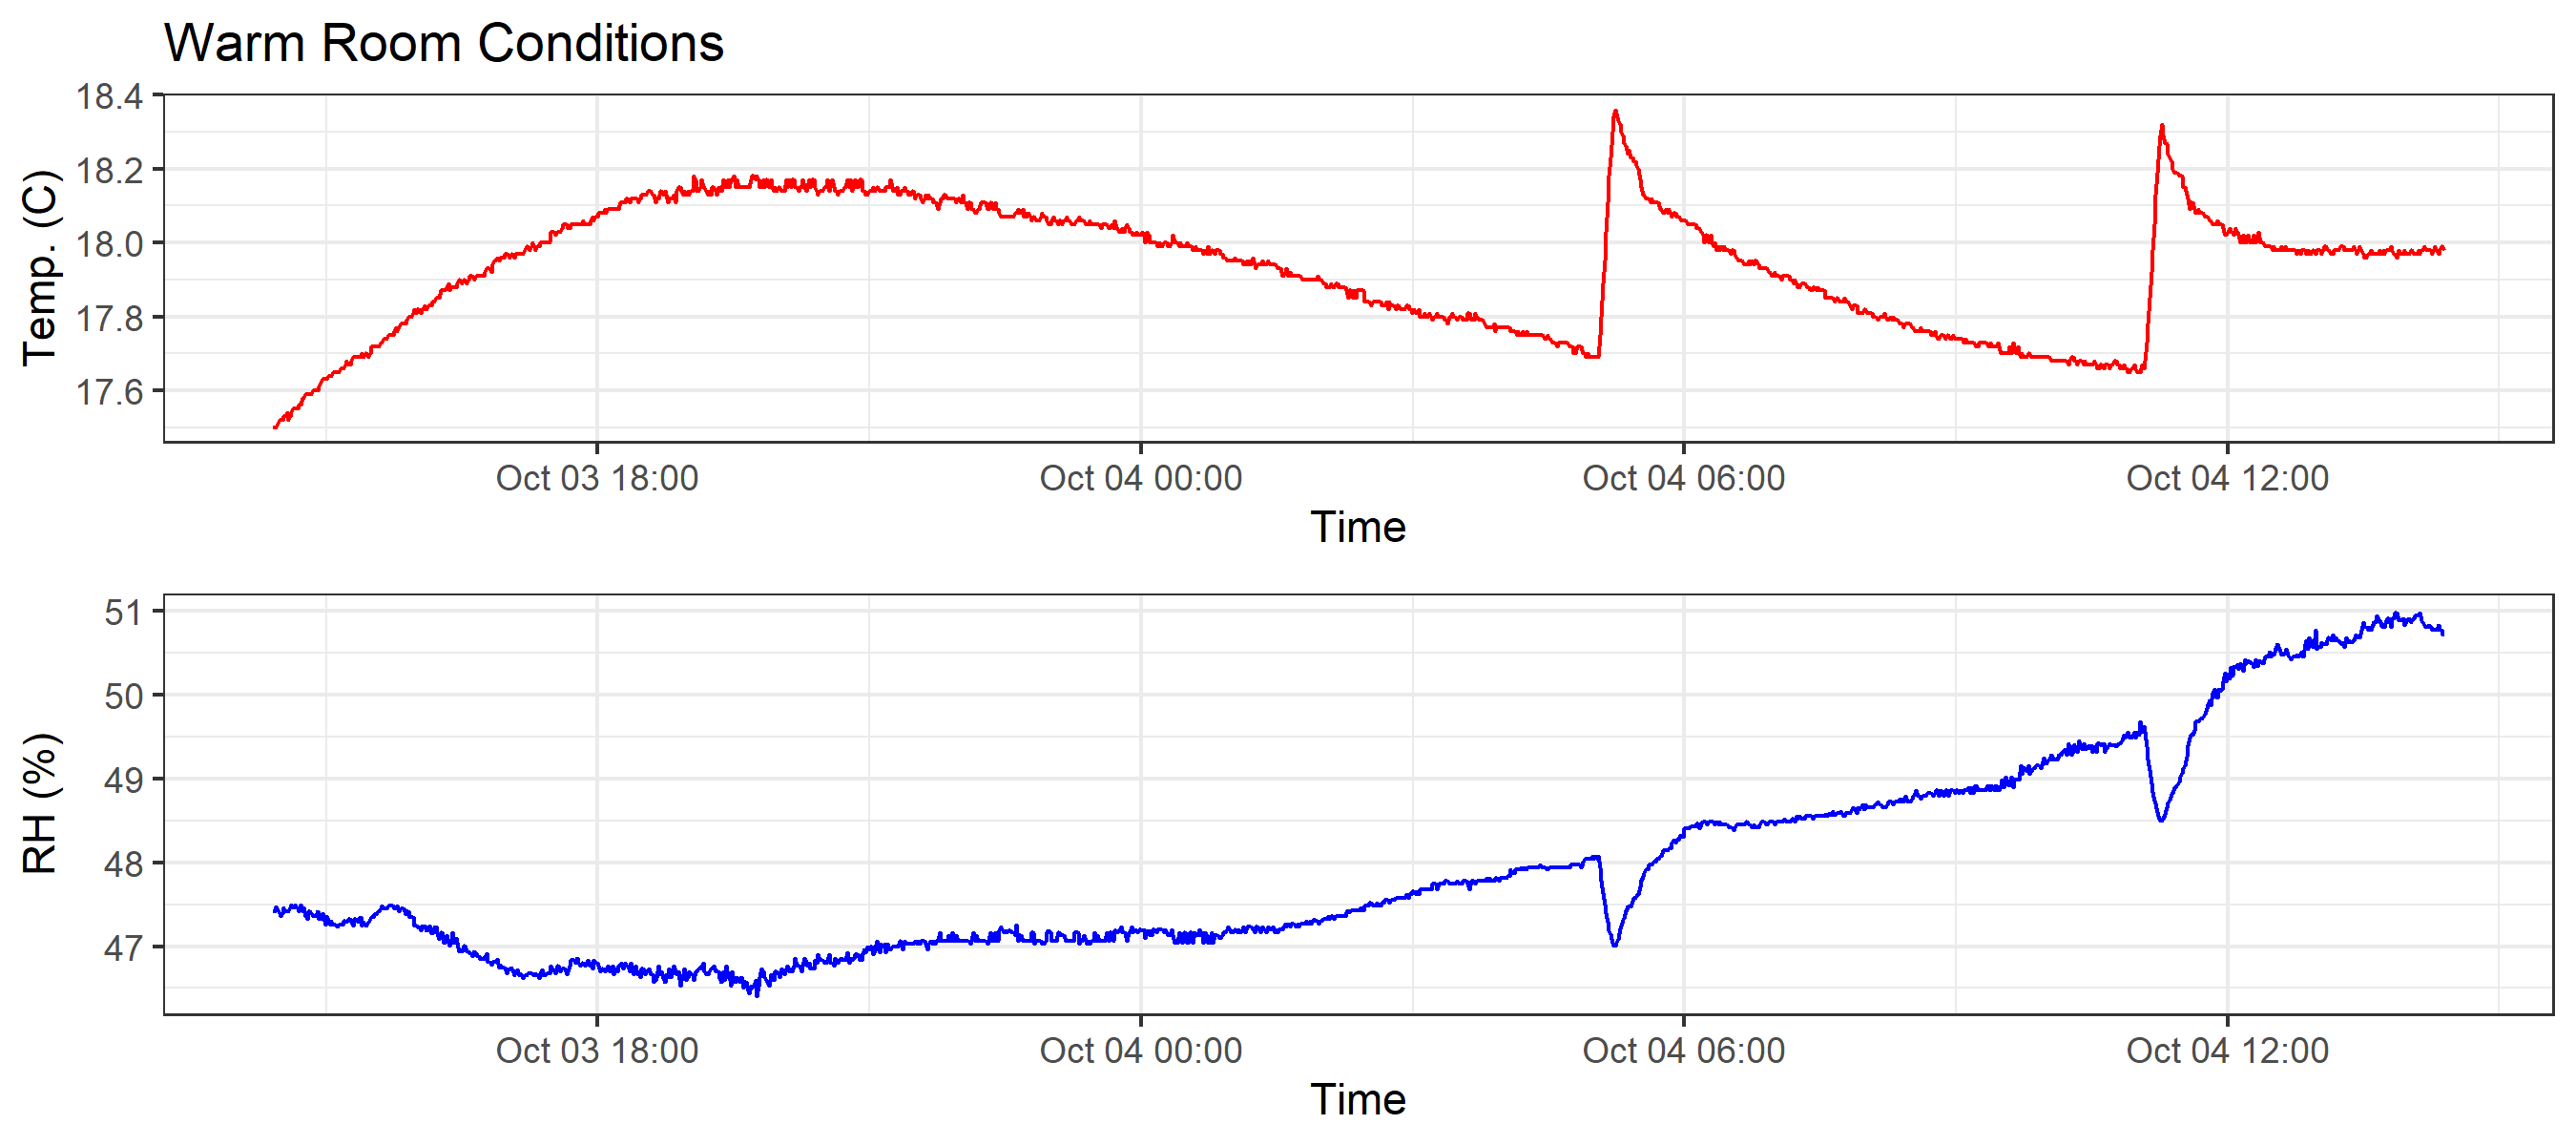 Warm Room Conditions
18.4
18.2
18.0
17.8
17.6
Temp. (C)
Oct 03 18:00 Oct 04 00:00 Oct 04 06:00 Oct 04 12:00
Time
51
50
49
48
47
RH (%)
Oct 03 18:00 Oct 04 00:00 Oct 04 06:00 Oct 04 12:00
Time